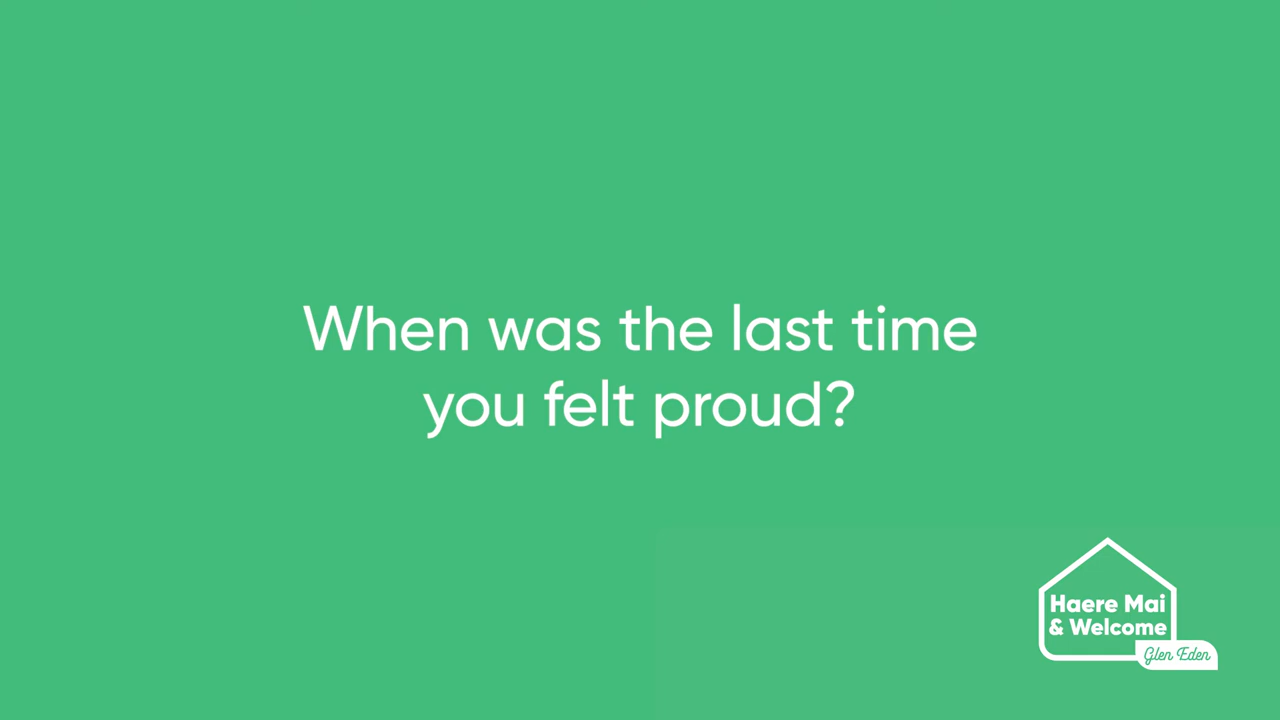 When was the last time
you felt proud?
Haere Mai
& Welcome
Glen Eden